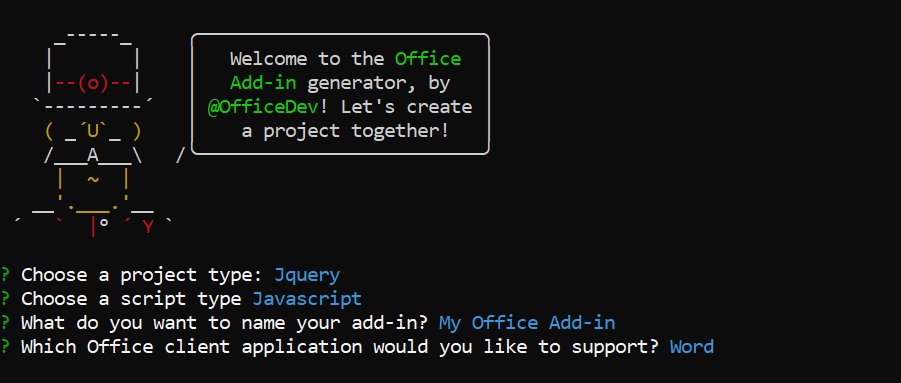 Welcome to the Office
Add-in generator, by
@OfficeDev! Let's create
a project together!
? Choose a project type: Jquery
? Choose a script type Javascript
? What do you want to name your add-in? My Office Add-in
? Which Office client application would you like to support? Word